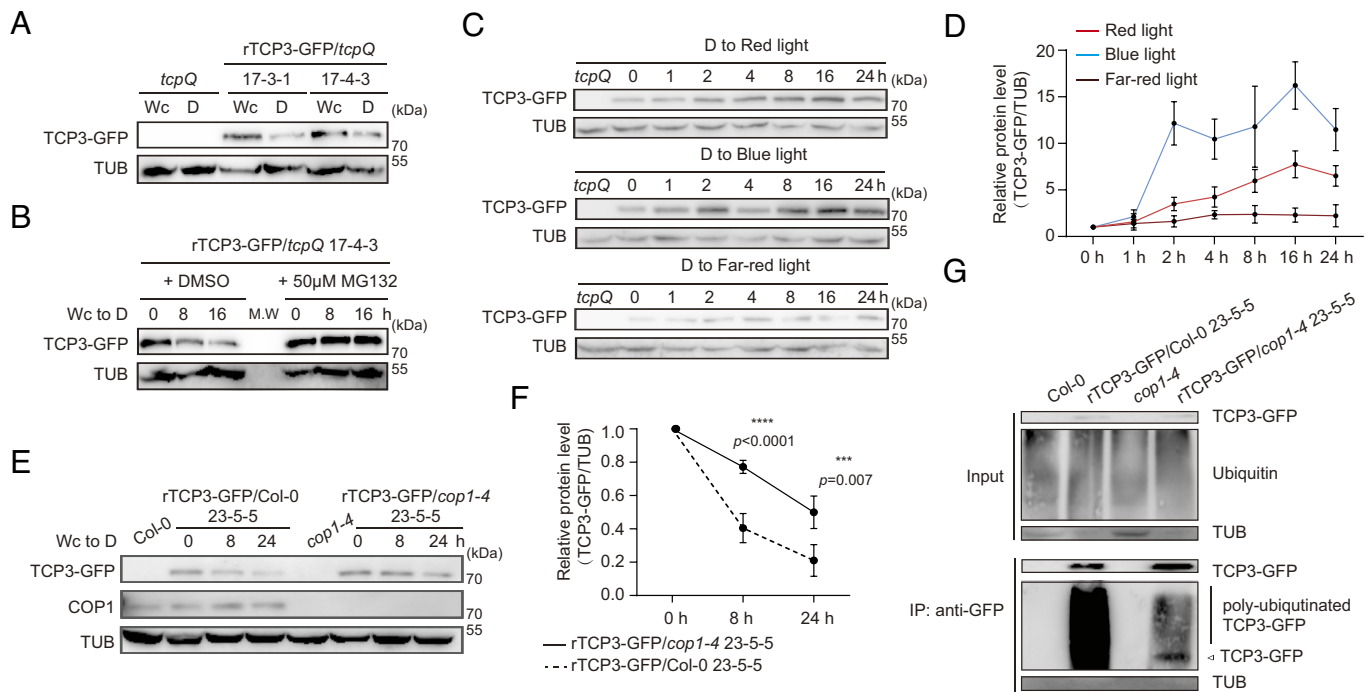 A
rTCP3-GFP/tcpQ
tcpQ 17-3-1 17-4-3
Wc D Wc D Wc D (kDa)
TCP3-GFP 70
TUB 55
B
rTCP3-GFP/tcpQ 17-4-3
+ DMSO + 50μM MG132
Wc to D 0 8 16 M.W 0 8 16 h
(kDa)
TCP3-GFP 70
TUB 55
C
D to Red light
tcpQ 0 1 2 4 8 16 24 h
(kDa)
TCP3-GFP 70
TUB 55
D to Blue light
tcpQ 0 1 2 4 8 16 24 h
(kDa)
TCP3-GFP 70
TUB 55
D to Far-red light
tcpQ 0 1 2 4 8 16 24 h
(kDa)
TCP3-GFP 70
TUB 55
D
Red light
Blue light
Far-red light
Relative protein level
(TCP3-GFP/TUB)
20
15
10
5
0
0 h 1 h 2 h 4 h 8 h 16 h 24 h
E
rTCP3-GFP/Col-0 rTCP3-GFP/cop1-4
Col-0 23-5-5 cop1-4 23-5-5
Wc to D 0 8 24 0 8 24 h
(kDa)
TCP3-GFP 70
COP1 70
TUB 55
F
Relative protein level
(TCP3-GFP/TUB)
1.0
0.8
0.6
0.4
0.2
0.0
****
p<0.0001
***
p=0.007
0 h 8 h 24 h
rTCP3-GFP/cop1-4 23-5-5
rTCP3-GFP/Col-0 23-5-5
G
Col-0
rTCP3-GFP/Col-0 23-5-5
cop1-4
rTCP3-GFP/cop1-4 23-5-5
Input
TCP3-GFP
Ubiquitin
TUB
IP: anti-GFP
TCP3-GFP
poly-ubiqutinated
TCP3-GFP
TCP3-GFP
TUB